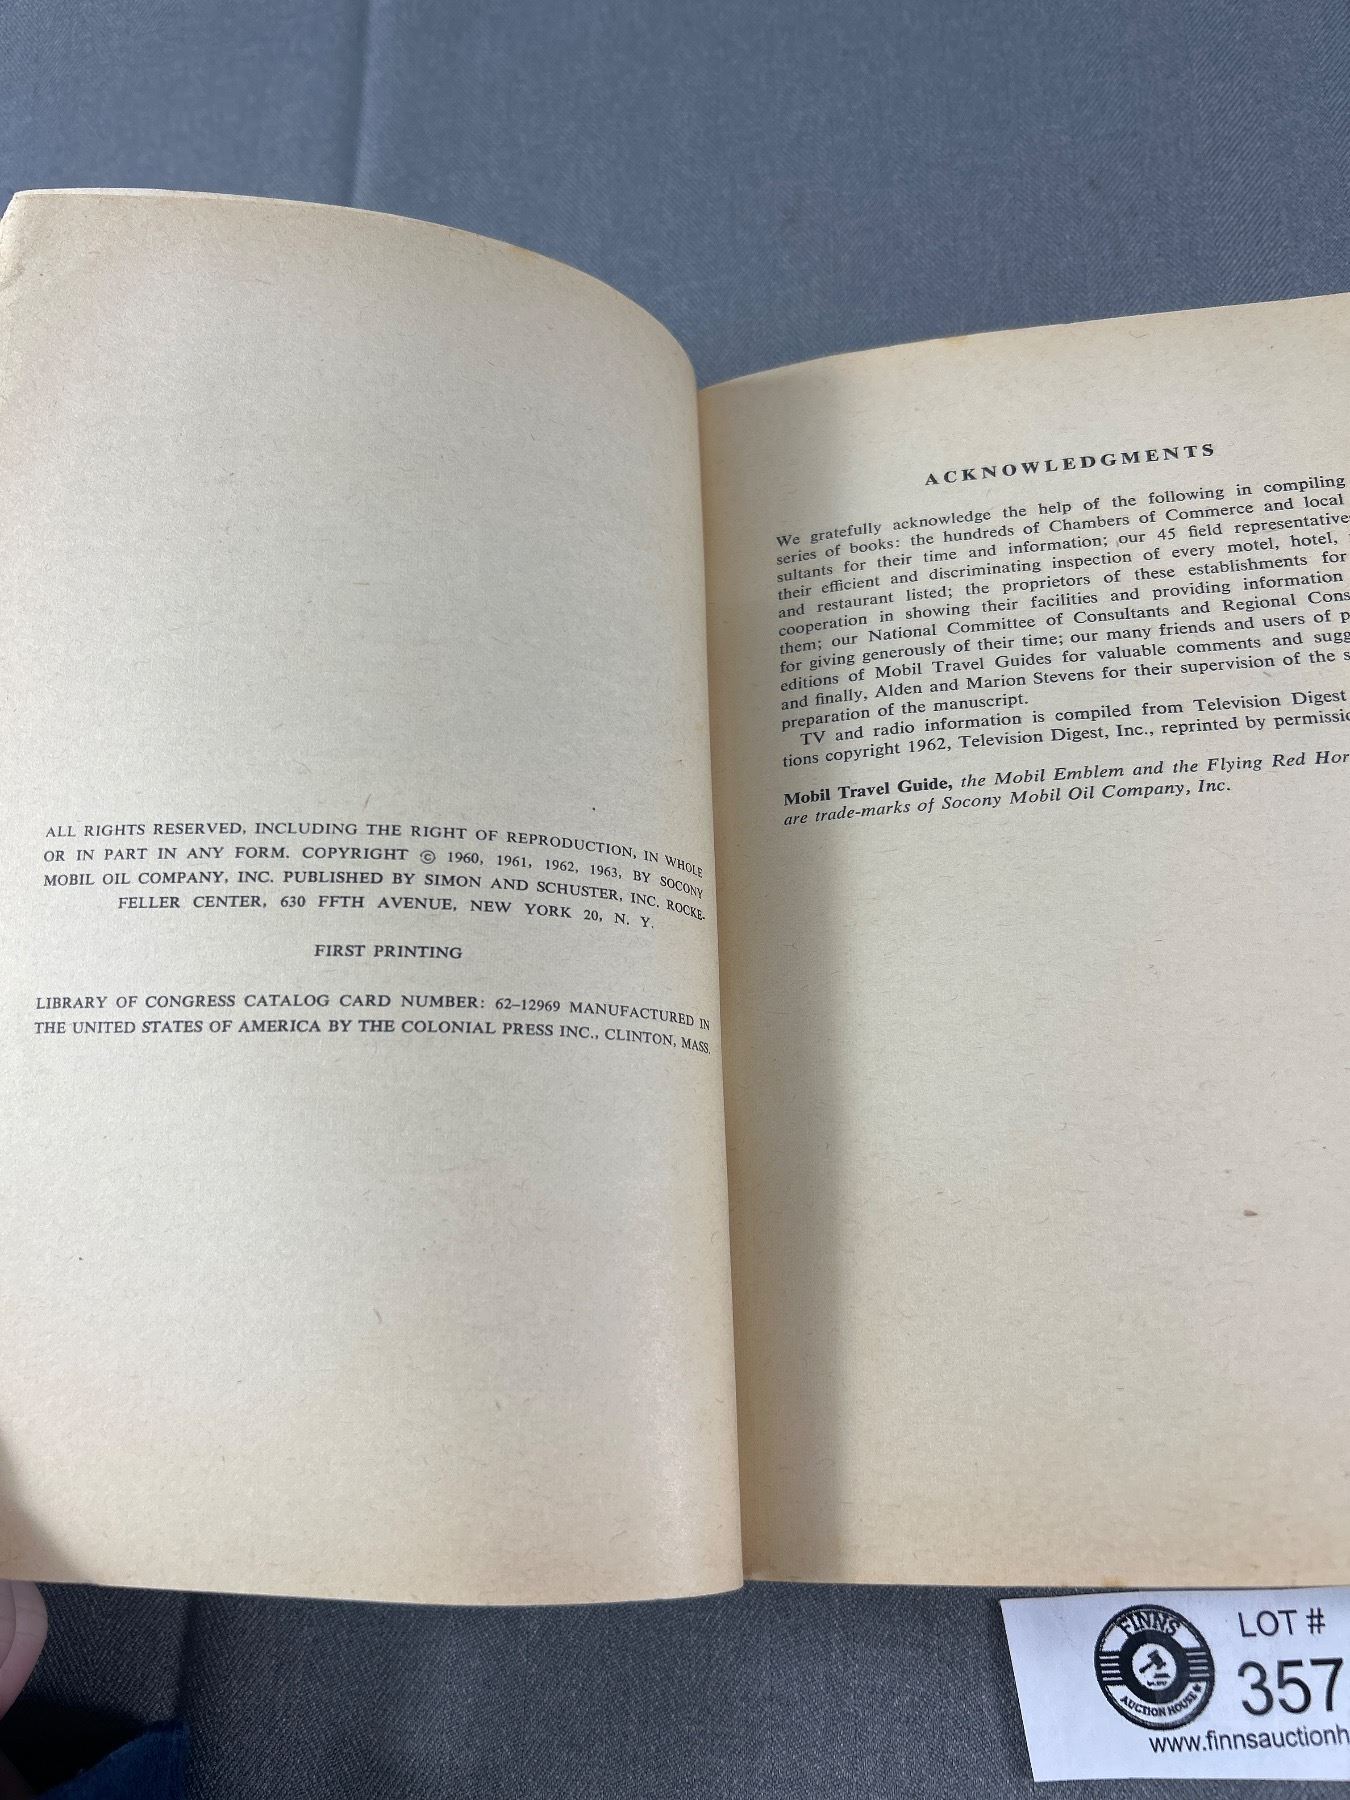 ALL RIGHTS RESERVED, INCLUDING THE RIGHT OF REPRODUCTION, IN WHOLE
OR IN PART IN ANY FORM. COPYRIGHT © 1960, 1961, 1962, 1963, BY SOCONY
MOBIL OIL COMPANY, INC. PUBLISHED BY SIMON AND SCHUSTER, INC. ROCKE-
FELLER CENTER, 630 FFTH AVENUE, NEW YORK 20, N. Y.
FIRST PRINTING
LIBRARY OF CONGRESS CATALOG CARD NUMBER: 62-12969 MANUFACTURED IN
THE UNITED STATES OF AMERICA BY THE COLONIAL PRESS INC., CLINTON, MASS.
ACKNOWLEDGMENTS
We gratefully acknowledge the help of the following in compiling
series of books: the hundreds of Chambers of Commerce and local
sultants for their time and information; our 45 field representative
their efficient and discriminating inspection of every motel, hotel,
and restaurant listed; the proprietors of these establishments for
cooperation in showing their facilities and providing information
them; our National Committee of Consultants and Regional Cons
for giving generously of their time; our many friends and users of p
editions of Mobil Travel Guides for valuable comments and sugg
and finally, Alden and Marion Stevens for their supervision of the s
preparation of the manuscript.
TV and radio information is compiled from Television Digest
tions copyright 1962, Television Digest, Inc., reprinted by permissi
Mobil Travel Guide, the Mobil Emblem and the Flying Red Hor
are trade-marks of Socony Mobil Oil Company, Inc.
FINNS
AUCTION HOUSE
LOT #
357
www.finnsauctionh